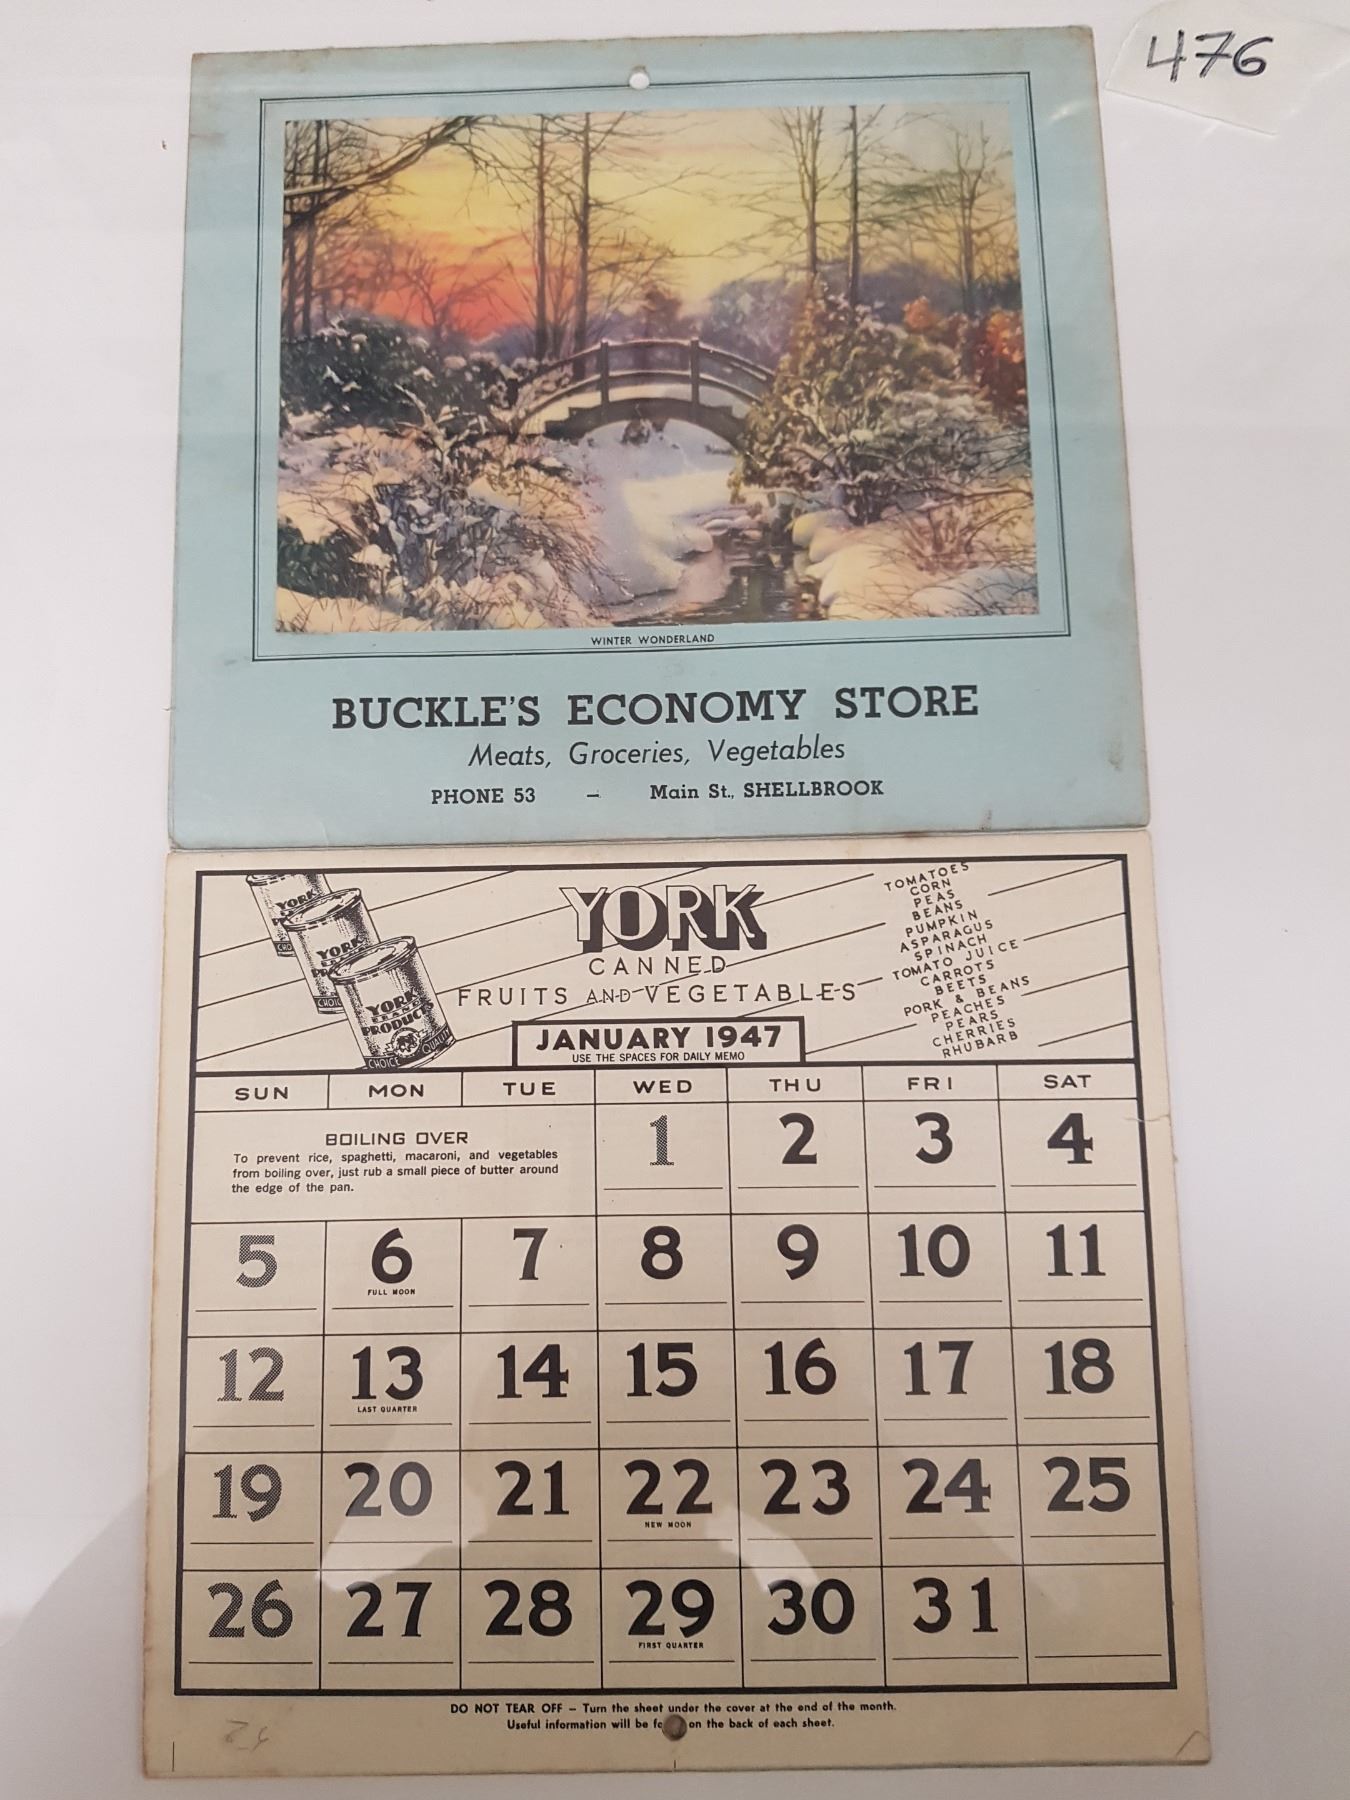 476
WINTER WONDERLAND
BUCKLE'S ECONOMY STORE
Meats, Groceries, Vegetables
PHONE 53 – Main St., SHELLBROOK
YORK
YORK
YORK
BRAND
PRODUCTS
CHOICE QUALITY
YORK
CANNED
FRUITS AND VEGETABLES
TOMATOES
CORN
PEAS
BEANS
PUMPKIN
ASPARAGUS
SPINACH
TOMATO JUICE
CARROTS
BEETS
PORK & BEANS
PEACHES
PEARS
CHERRIES
RHUBARB
JANUARY 1947
USE THE SPACES FOR DAILY MEMO
SUN MON TUE WED THU FRI SAT
BOILING OVER
To prevent rice, spaghetti, macaroni, and vegetables
from boiling over, just rub a small piece of butter around
the edge of the pan.
1 2 3 4
5 6 7 8 9 10 11
FULL MOON
12 13 14 15 16 17 18
LAST QUARTER
19 20 21 22 23 24 25
NEW MOON
26 27 28 29 30 31
FIRST QUARTER
DO NOT TEAR OFF – Turn the sheet under the cover at the end of the month.
Useful information will be on the back of each sheet.